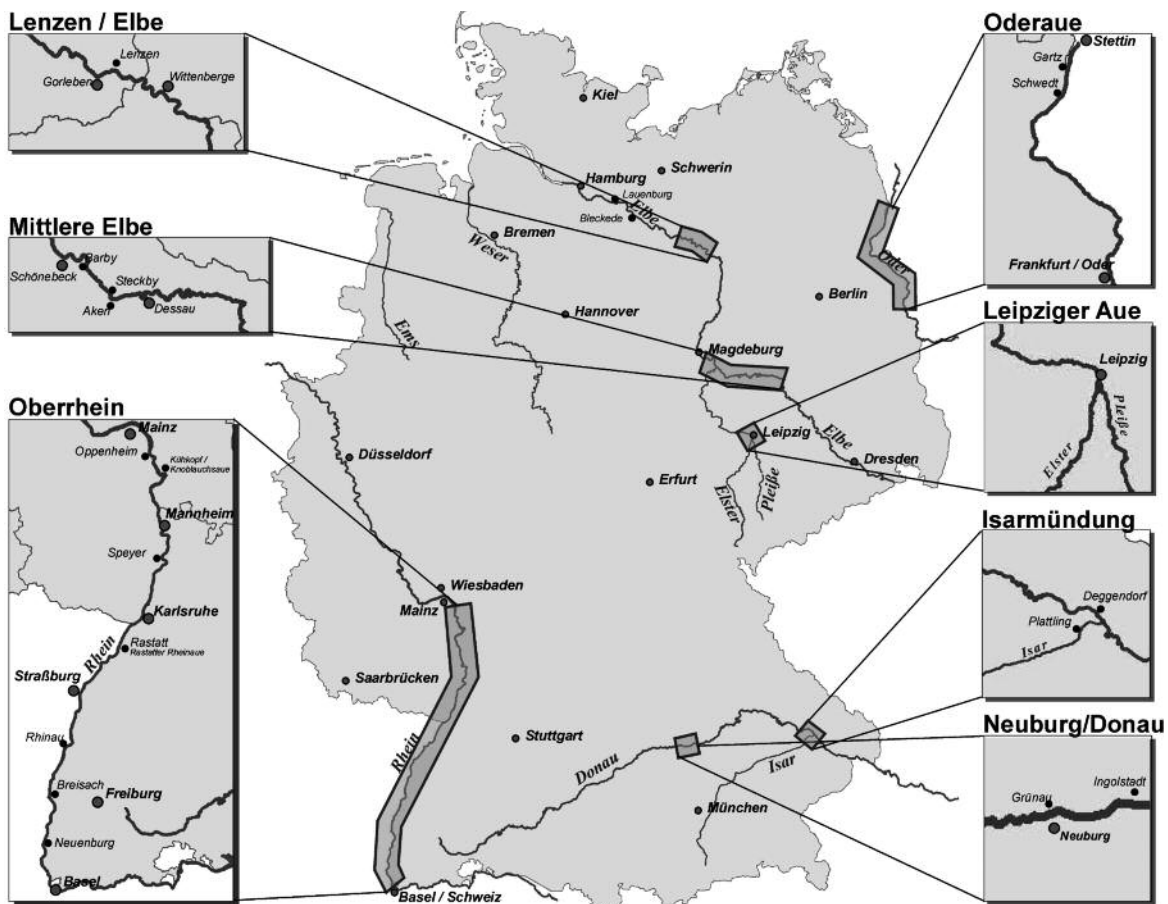 Lenzen / Elbe
Lenzen
Gorleben
Wittenberge
Mittlere Elbe
Barby
Schönebeck
Steckby
Aken
Dessau
Oberrhein
Mainz
Oppenheim
Kühkopf /
Knoblauchsaue
Mannheim
Speyer
Karlsruhe
Rhein
Rastatt
Rastatter Rheinaue
Straßburg
Rhinau
Breisach
Freiburg
Neuenburg
Basel
Kiel
Schwerin
Hamburg
Lauenburg
Elbe
Bleckede
Bremen
Weser
Oder
Berlin
Hannover
Ems
Magdeburg
Leipzig
Elbe
Düsseldorf
Dresden
Erfurt
Elster
Pleiße
Wiesbaden
Mainz
Saarbrücken
Rhein
Stuttgart
Donau
Isar
München
Basel / Schweiz
Oderaue
Stettin
Gartz
Schwedt
Frankfurt / Oder
Leipziger Aue
Leipzig
Pleiße
Elster
Isarmündung
Deggendorf
Plattling
Isar
Neuburg/Donau
Ingolstadt
Grünau
Neuburg